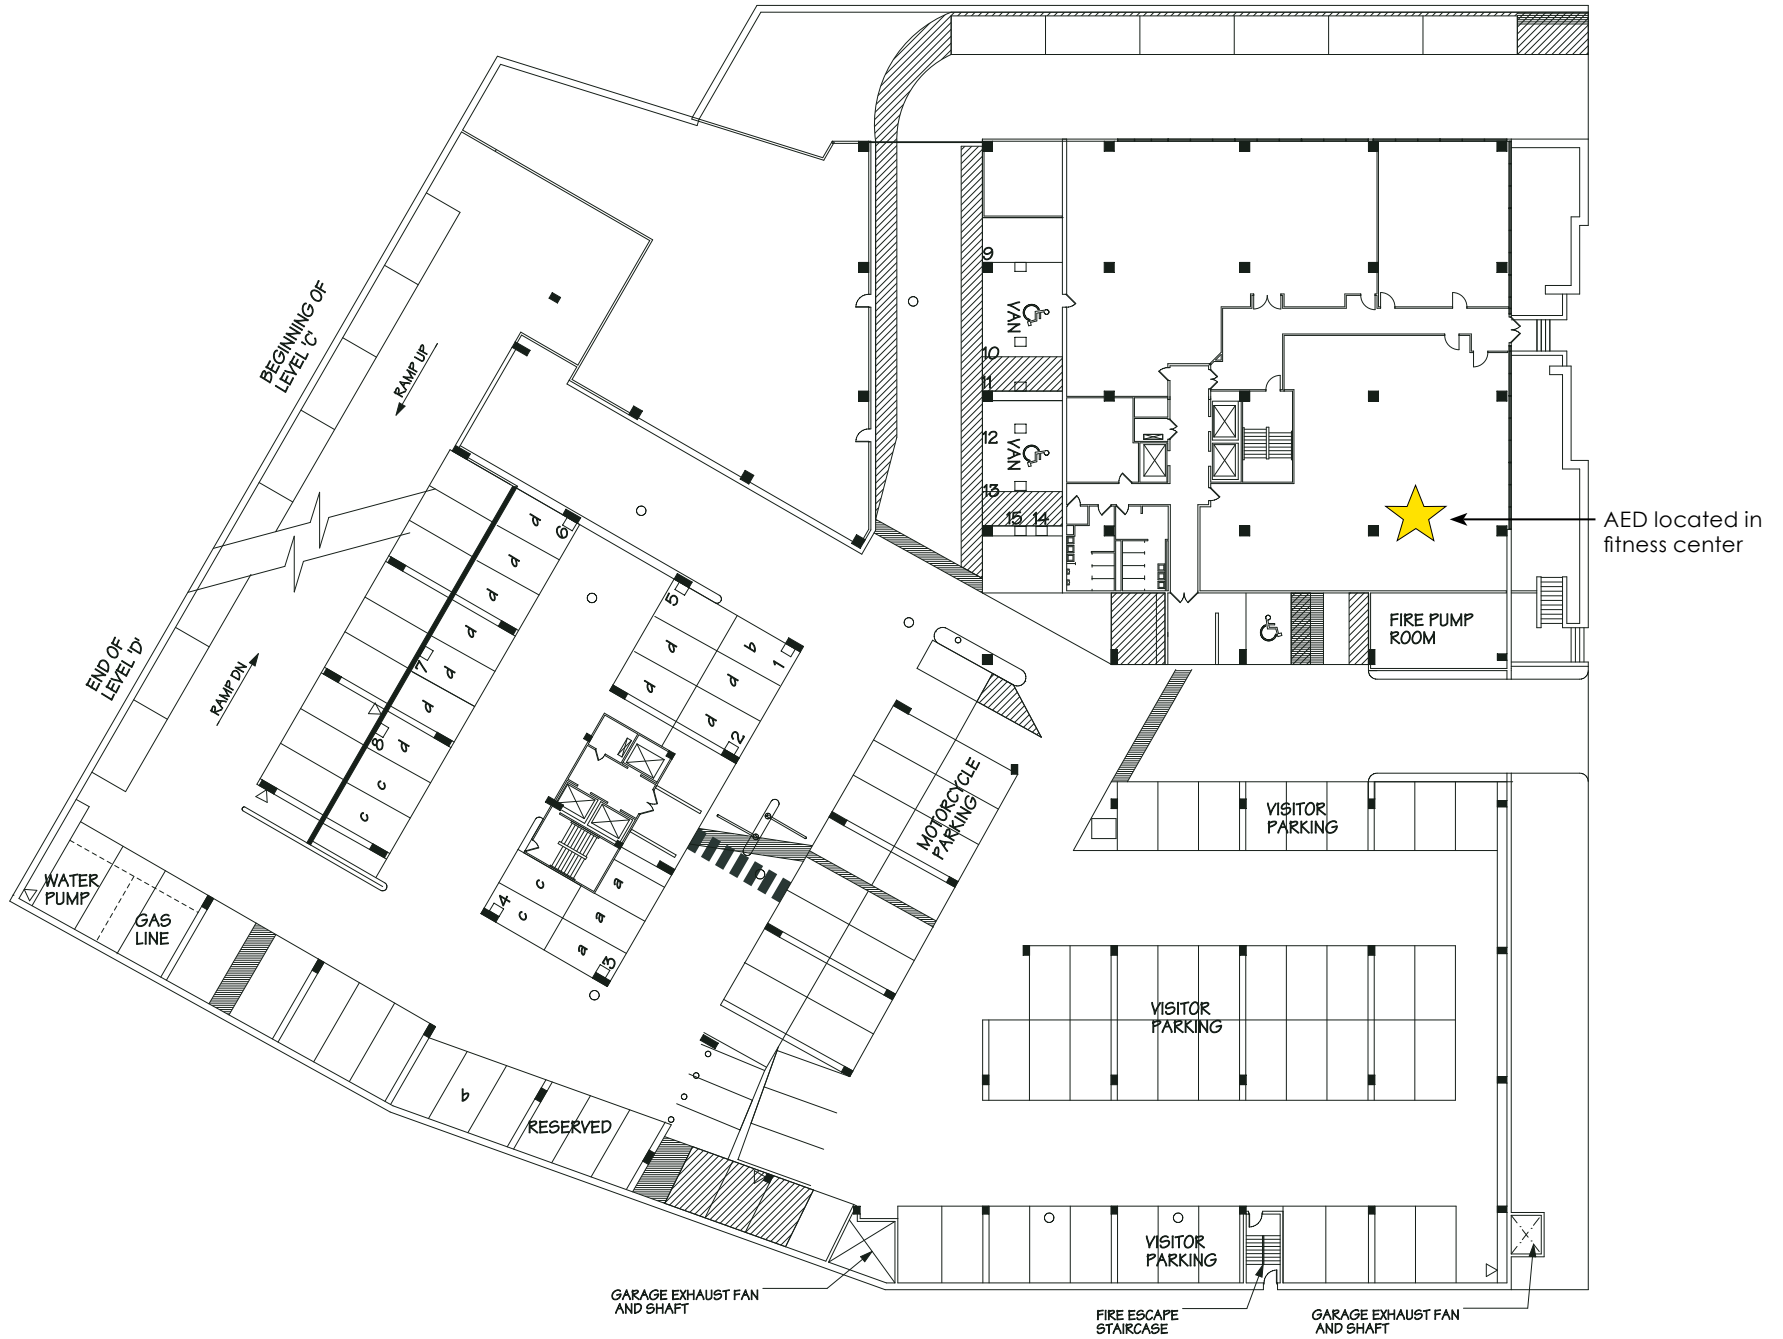 9
BEGINNING OF
LEVEL 'C'
VAN
RAMP UP
10
11
12
VAN
13
15 14
AED located in
fitness center
d
6
d
d
d
d
7
d
8
d
c
c
5
b
1
d
d
d
d
2
FIRE PUMP
ROOM
END OF
LEVEL 'D'
RAMP DN
MOTORCYCLE
PARKING
VISITOR
PARKING
WATER
PUMP
GAS
LINE
c
a
4
c
a
a
3
VISITOR
PARKING
b
RESERVED
VISITOR
PARKING
GARAGE EXHAUST FAN
AND SHAFT
FIRE ESCAPE
STAIRCASE
GARAGE EXHAUST FAN
AND SHAFT